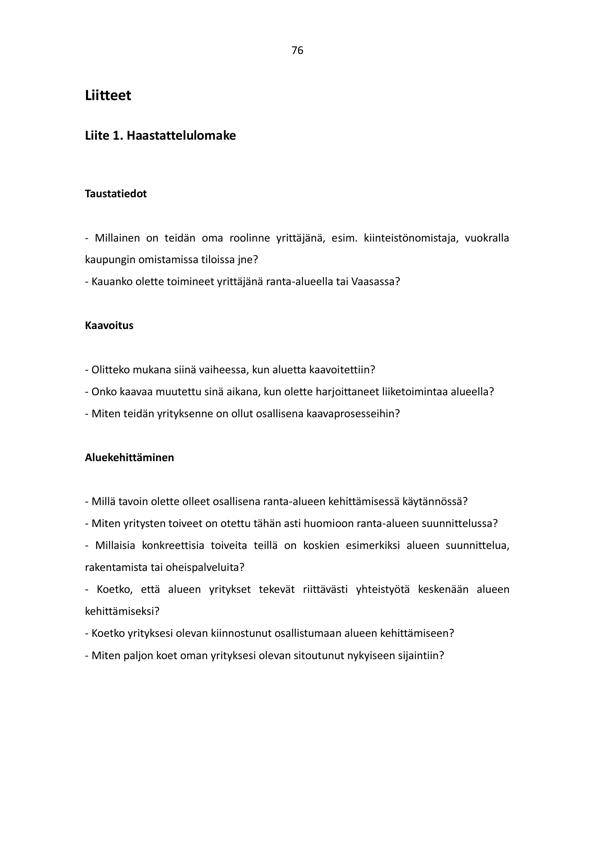 76
Liitteet
Liite 1. Haastattelulomake
Taustatiedot
- Millainen on teidän oma roolinne yrittäjänä, esim. kiinteistönomistaja, vuokralla
kaupungin omistamissa tiloissa jne?
- Kauanko olette toimineet yrittäjänä ranta-alueella tai Vaasassa?
Kaavoitus
- Olitteko mukana siinä vaiheessa, kun aluetta kaavoitettiin?
- Onko kaavaa muutettu sinä aikana, kun olette harjoittaneet liiketoimintaa alueella?
- Miten teidän yrityksenne on ollut osallisena kaavaprosesseihin?
Aluekehittäminen
- Millä tavoin olette olleet osallisena ranta-alueen kehittämisessä käytännössä?
- Miten yritysten toiveet on otettu tähän asti huomioon ranta-alueen suunnittelussa?
- Millaisia konkreettisia toiveita teillä on koskien esimerkiksi alueen suunnittelua,
rakentamista tai oheispalveluita?
- Koetko, että alueen yritykset tekevät riittävästi yhteistyötä keskenään alueen
kehittämiseksi?
- Koetko yrityksesi olevan kiinnostunut osallistumaan alueen kehittämiseen?
- Miten paljon koet oman yrityksesi olevan sitoutunut nykyiseen sijaintiin?